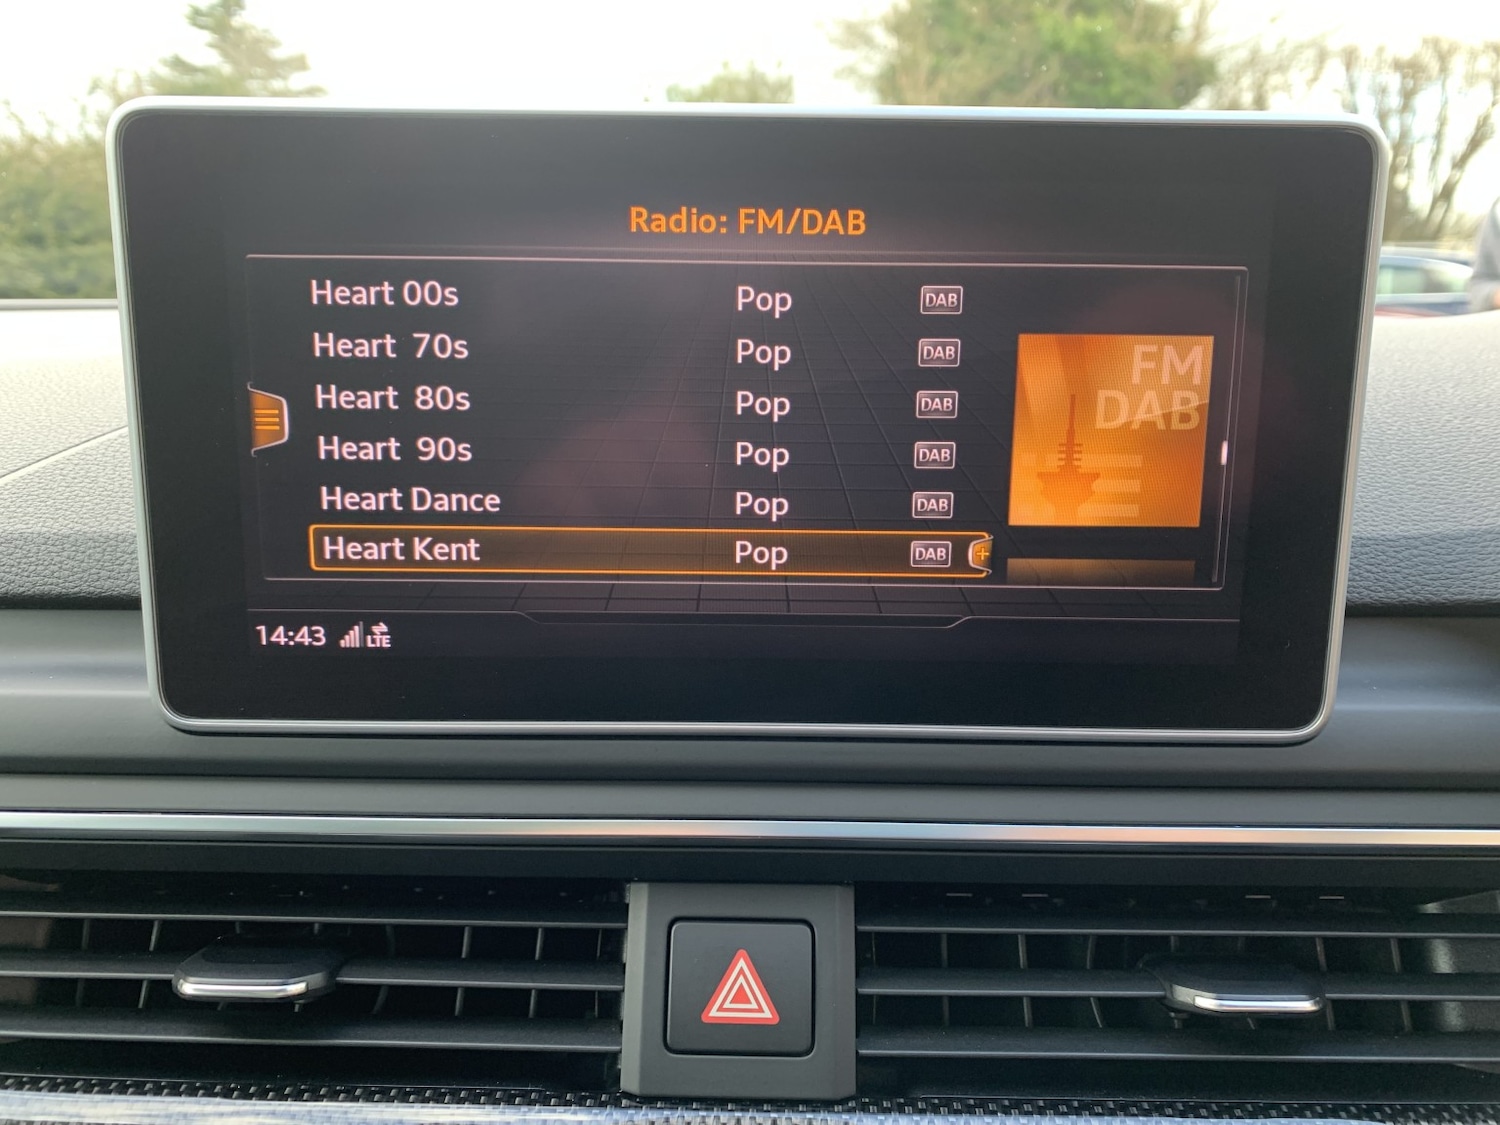 Radio: FM/DAB
Heart 00s Pop DAB
Heart 70s Pop DAB
Heart 80s Pop DAB
Heart 90s Pop DAB
Heart Dance Pop DAB
Heart Kent Pop DAB +
FM
DAB
14:43 LTE